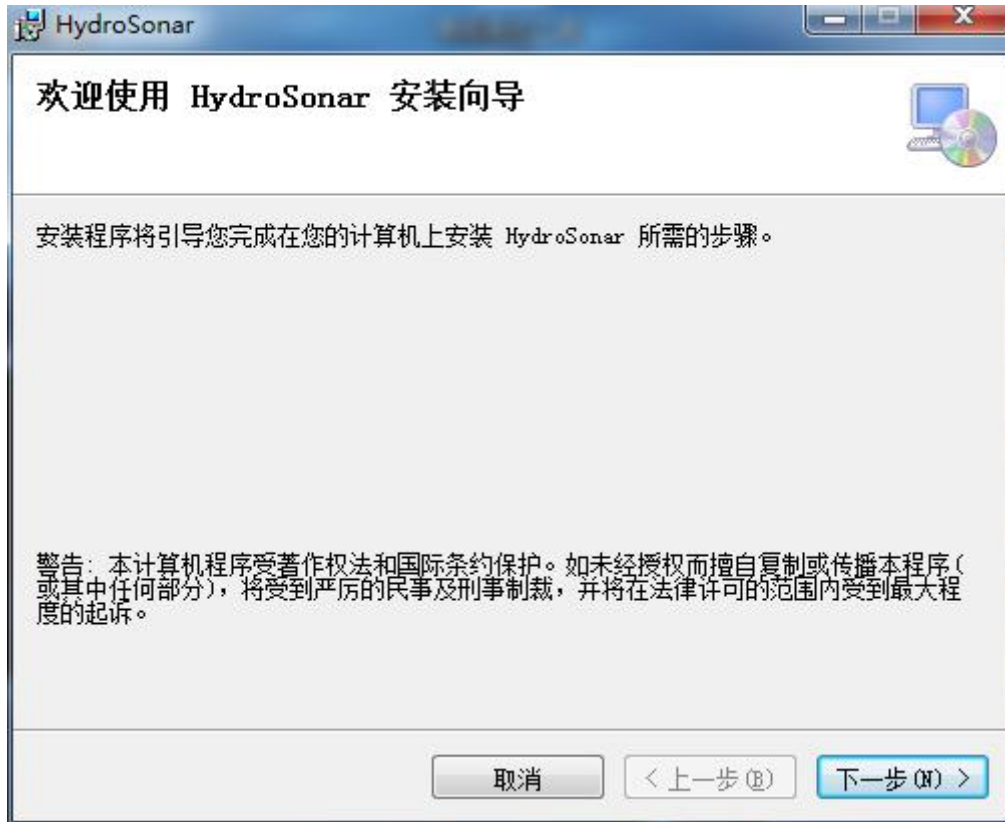 HydroSonar
欢迎使用 HydroSonar 安装向导
安装程序将引导您完成在您的计算机上安装 HydroSonar 所需的步骤。
警告: 本计算机程序受著作权法和国际条约保护。如未经授权而擅自复制或传播本程序(
或其中任何部分)，将受到严厉的民事及刑事制裁，并将在法律许可的范围内受到最大程
度的起诉。
取消
< 上一步(B)
下一步(N) >